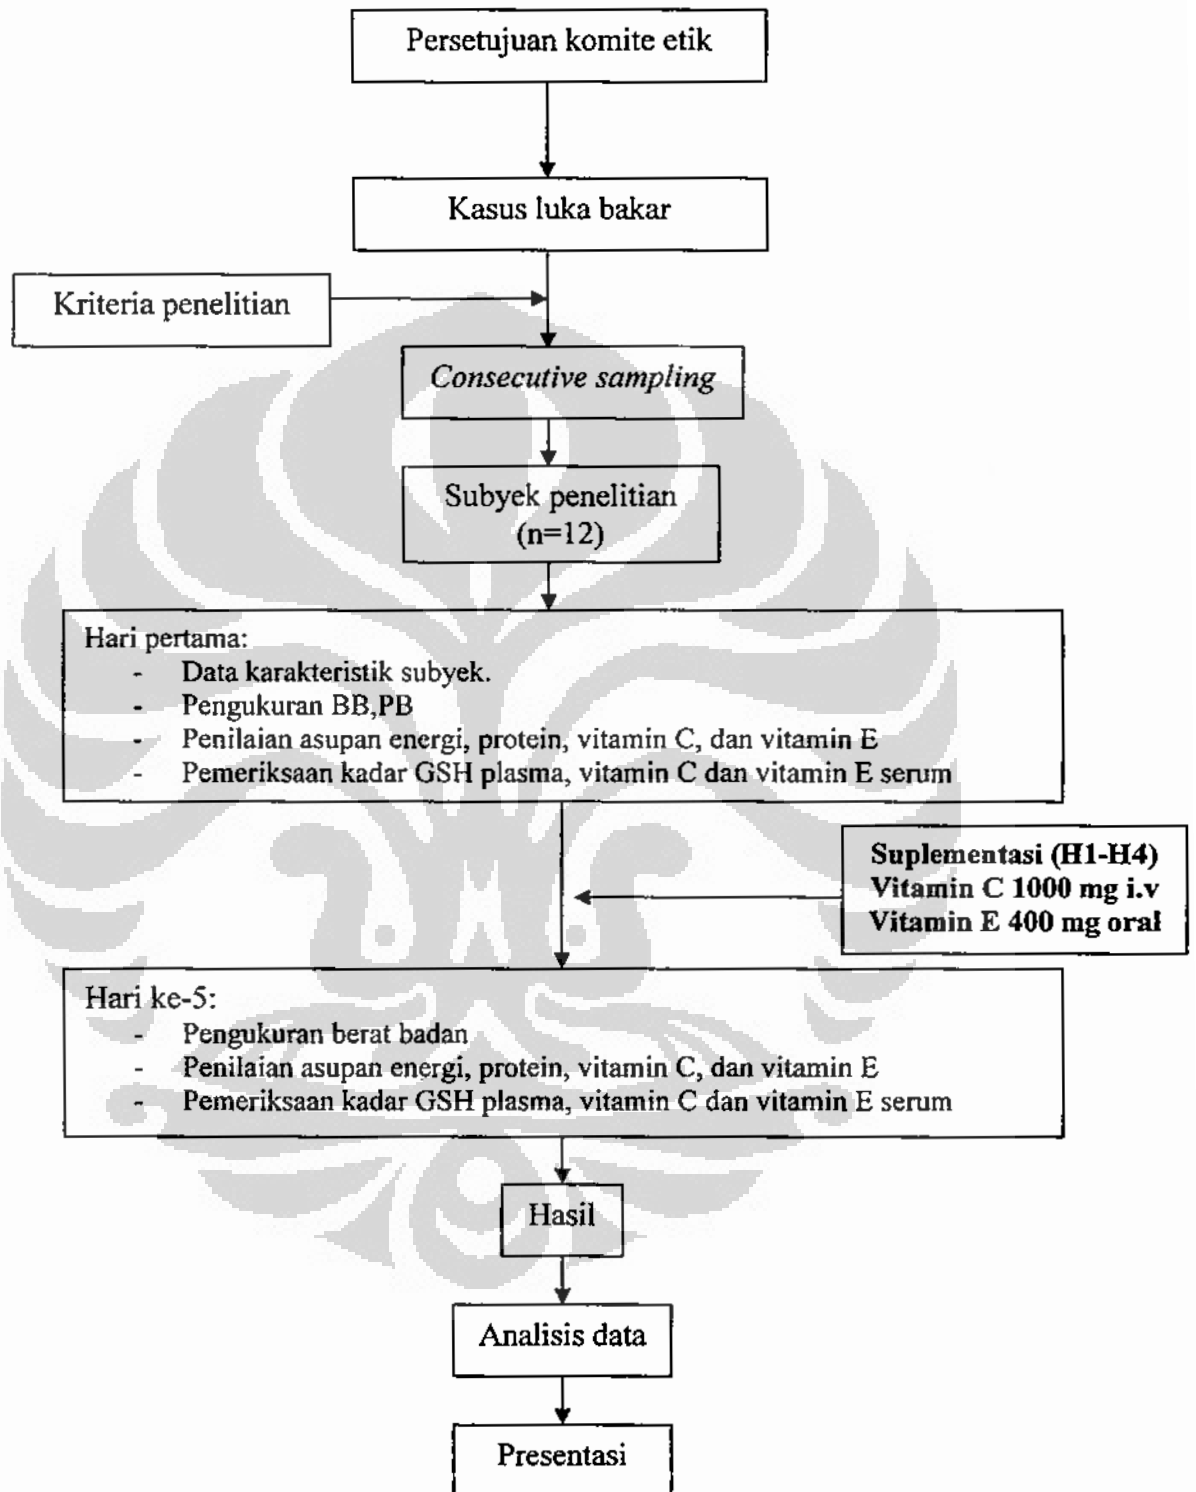 Persetujuan komite etik
Kasus luka bakar
Kriteria penelitian
Consecutive sampling
Subyek penelitian
(n=12)
Hari pertama:
- Data karakteristik subyek.
- Pengukuran BB,PB
- Penilaian asupan energi, protein, vitamin C, dan vitamin E
- Pemeriksaan kadar GSH plasma, vitamin C dan vitamin E serum
Suplementasi (H1-H4)
Vitamin C 1000 mg i.v
Vitamin E 400 mg oral
Hari ke-5:
- Pengukuran berat badan
- Penilaian asupan energi, protein, vitamin C, dan vitamin E
- Pemeriksaan kadar GSH plasma, vitamin C dan vitamin E serum
Hasil
Analisis data
Presentasi